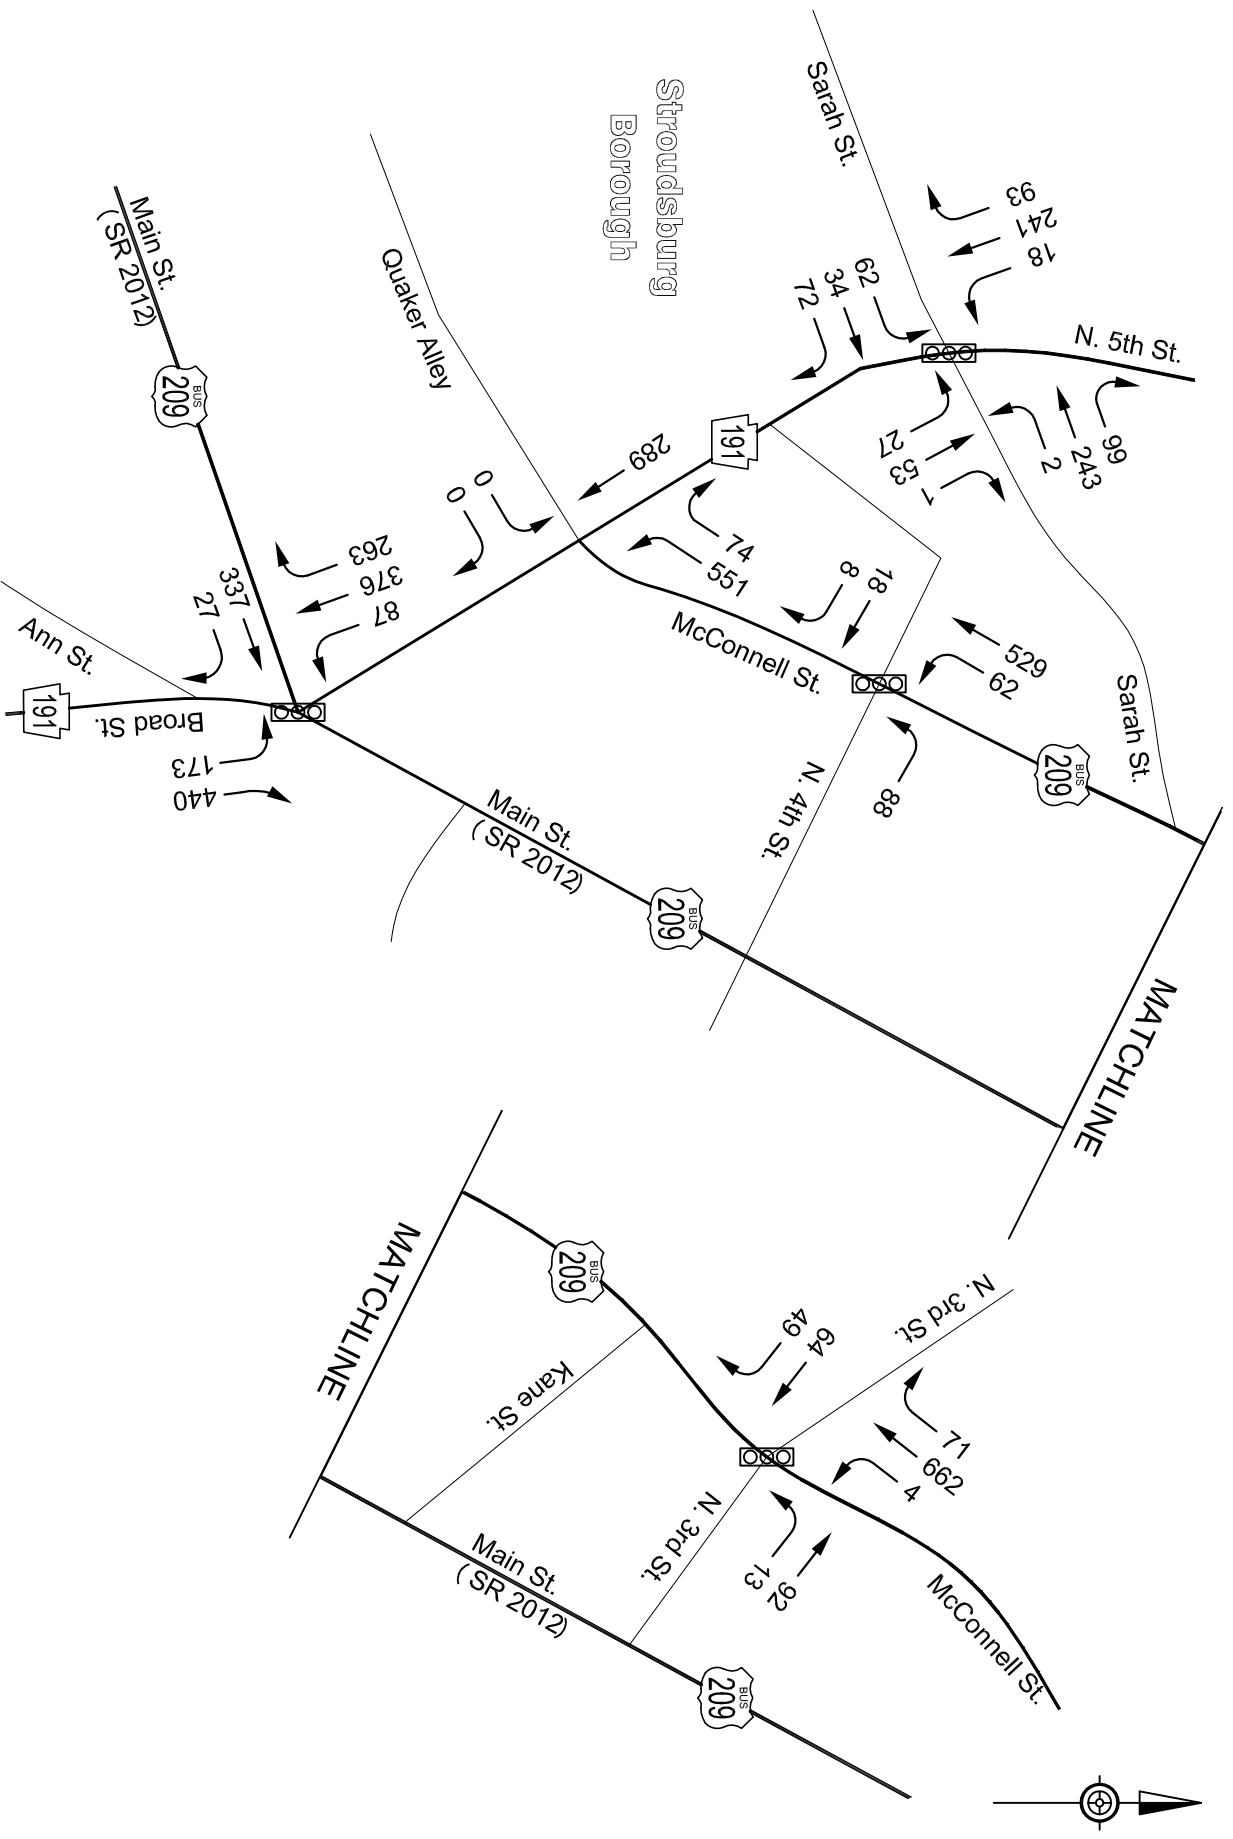 Stroudsburg
Borough
Sarah St.
N. 5th St.
93
241
18
62
34
72
99
243
2
27
53
1
191
Quaker Alley
289
0
0
74
551
8
18
McConnell St.
529
62
88
N. 4th St.
Sarah St.
BUS
209
Main St.
( SR 2012)
BUS
209
263
376
87
337
27
Ann St.
191
Broad St.
173
440
Main St.
( SR 2012)
BUS
209
MATCHLINE
MATCHLINE
BUS
209
Kane St.
N. 3rd St.
49
64
71
662
4
13
92
N. 3rd St.
McConnell St.
Main St.
( SR 2012)
BUS
209